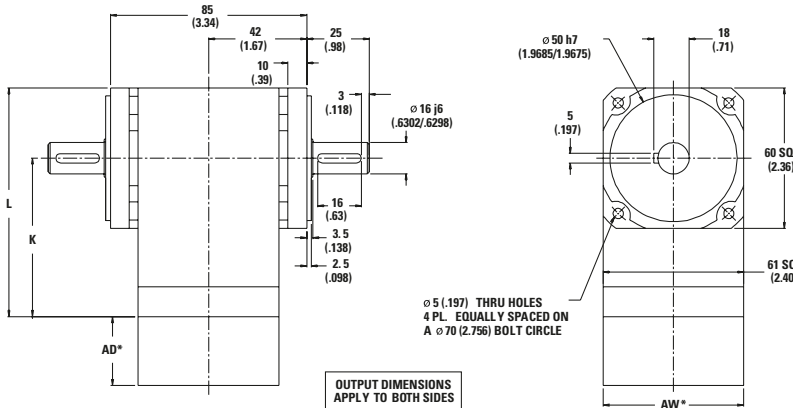 85
(3.34)
42
(1.67)
25
(.98)
10
(.39)
3
(.118)
ø 16 j6
(.6302/.6298)
L
K
16
(.63)
3.5
(.138)
2.5
(.098)
AD*
OUTPUT DIMENSIONS
APPLY TO BOTH SIDES
ø 50 h7
(1.9685/1.9675)
18
(.71)
5
(.197)
60 SQ
(2.36)
61 SQ
(2.40
ø 5 (.197) THRU HOLES
4 PL. EQUALLY SPACED ON
A ø 70 (2.756) BOLT CIRCLE
AW*